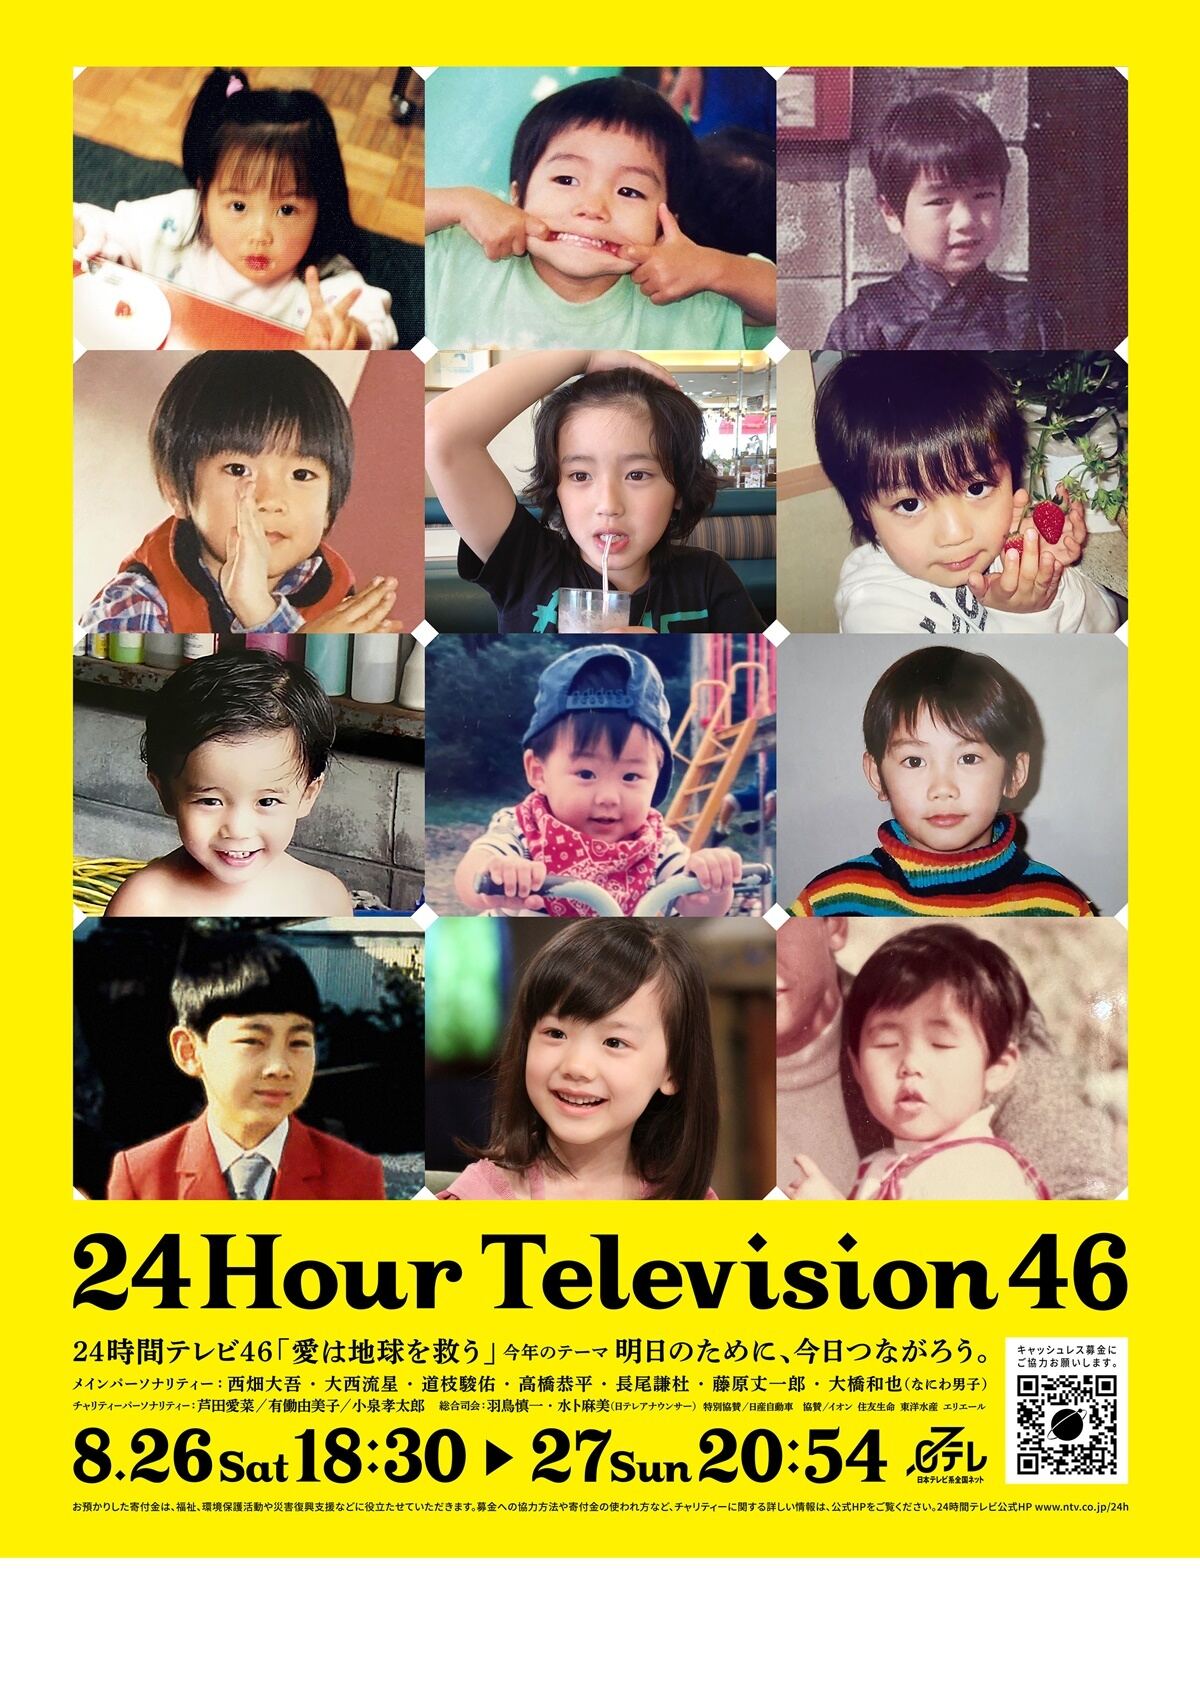 24 Hour Television 46
24時間テレビ46「愛は地球を救う」今年のテーマ 明日のために、今日つながろう。
メインパーソナリティー：西畑大吾・大西流星・道枝駿佑・高橋恭平・長尾謙杜・藤原丈一郎・大橋和也(なにわ男子)
チャリティーパーソナリティー：芦田愛菜／有働由美子／小泉孝太郎 総合司会：羽鳥慎一・水卜麻美(日テレアナウンサー) 特別協賛/日産自動車 協賛/イオン 住友生命 東洋水産 エリエール
8.26 Sat 18:30 ▶ 27 Sun 20:54
日テレ
日本テレビ系全国ネット
キャッシュレス募金に
ご協力お願いします。
お預かりした寄付金は、福祉、環境保護活動や災害復興支援などに役立たせていただきます。募金への協力方法や寄付金の使われ方など、チャリティーに関する詳しい情報は、公式HPをご覧ください。24時間テレビ公式HP www.ntv.co.jp/24h